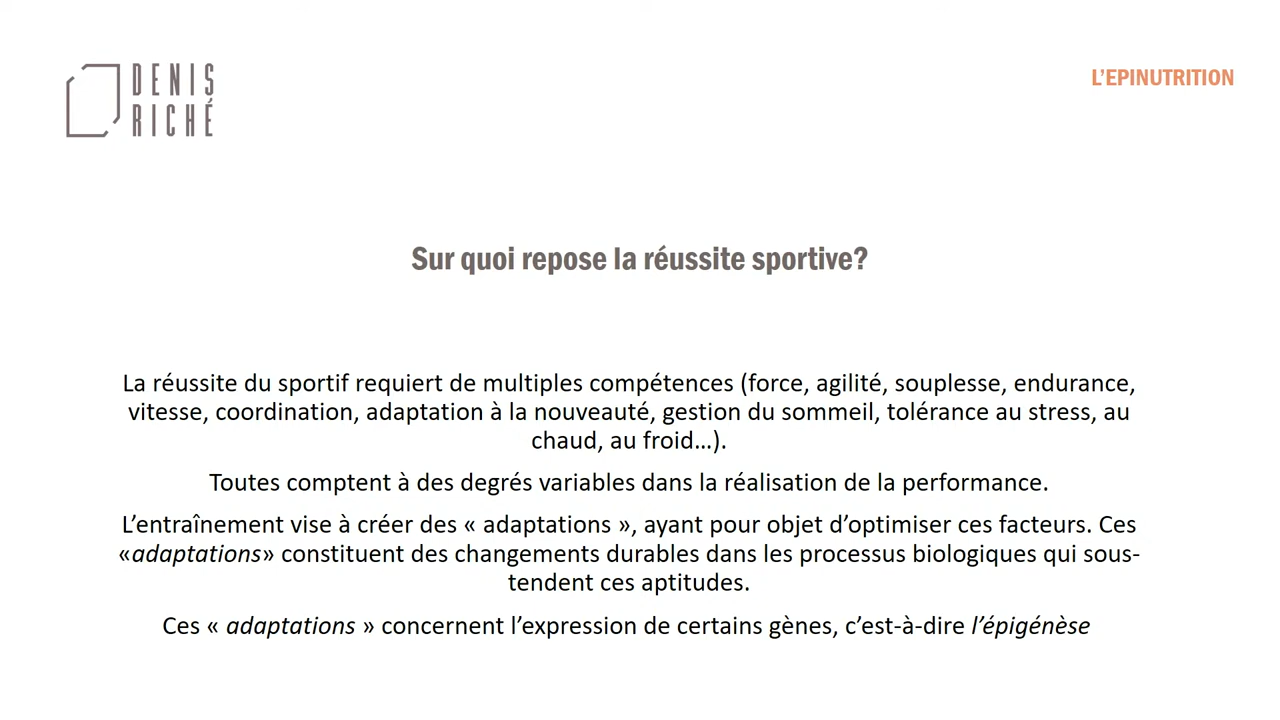 DENIS
RICHÉ
L'EPINUTRITION
Sur quoi repose la réussite sportive?
La réussite du sportif requiert de multiples compétences (force, agilité, souplesse, endurance,
vitesse, coordination, adaptation à la nouveauté, gestion du sommeil, tolérance au stress, au
chaud, au froid…).
Toutes comptent à des degrés variables dans la réalisation de la performance.
L'entraînement vise à créer des « adaptations », ayant pour objet d'optimiser ces facteurs. Ces
«adaptations» constituent des changements durables dans les processus biologiques qui sous-
tendent ces aptitudes.
Ces « adaptations » concernent l'expression de certains gènes, c'est-à-dire l'épigénèse